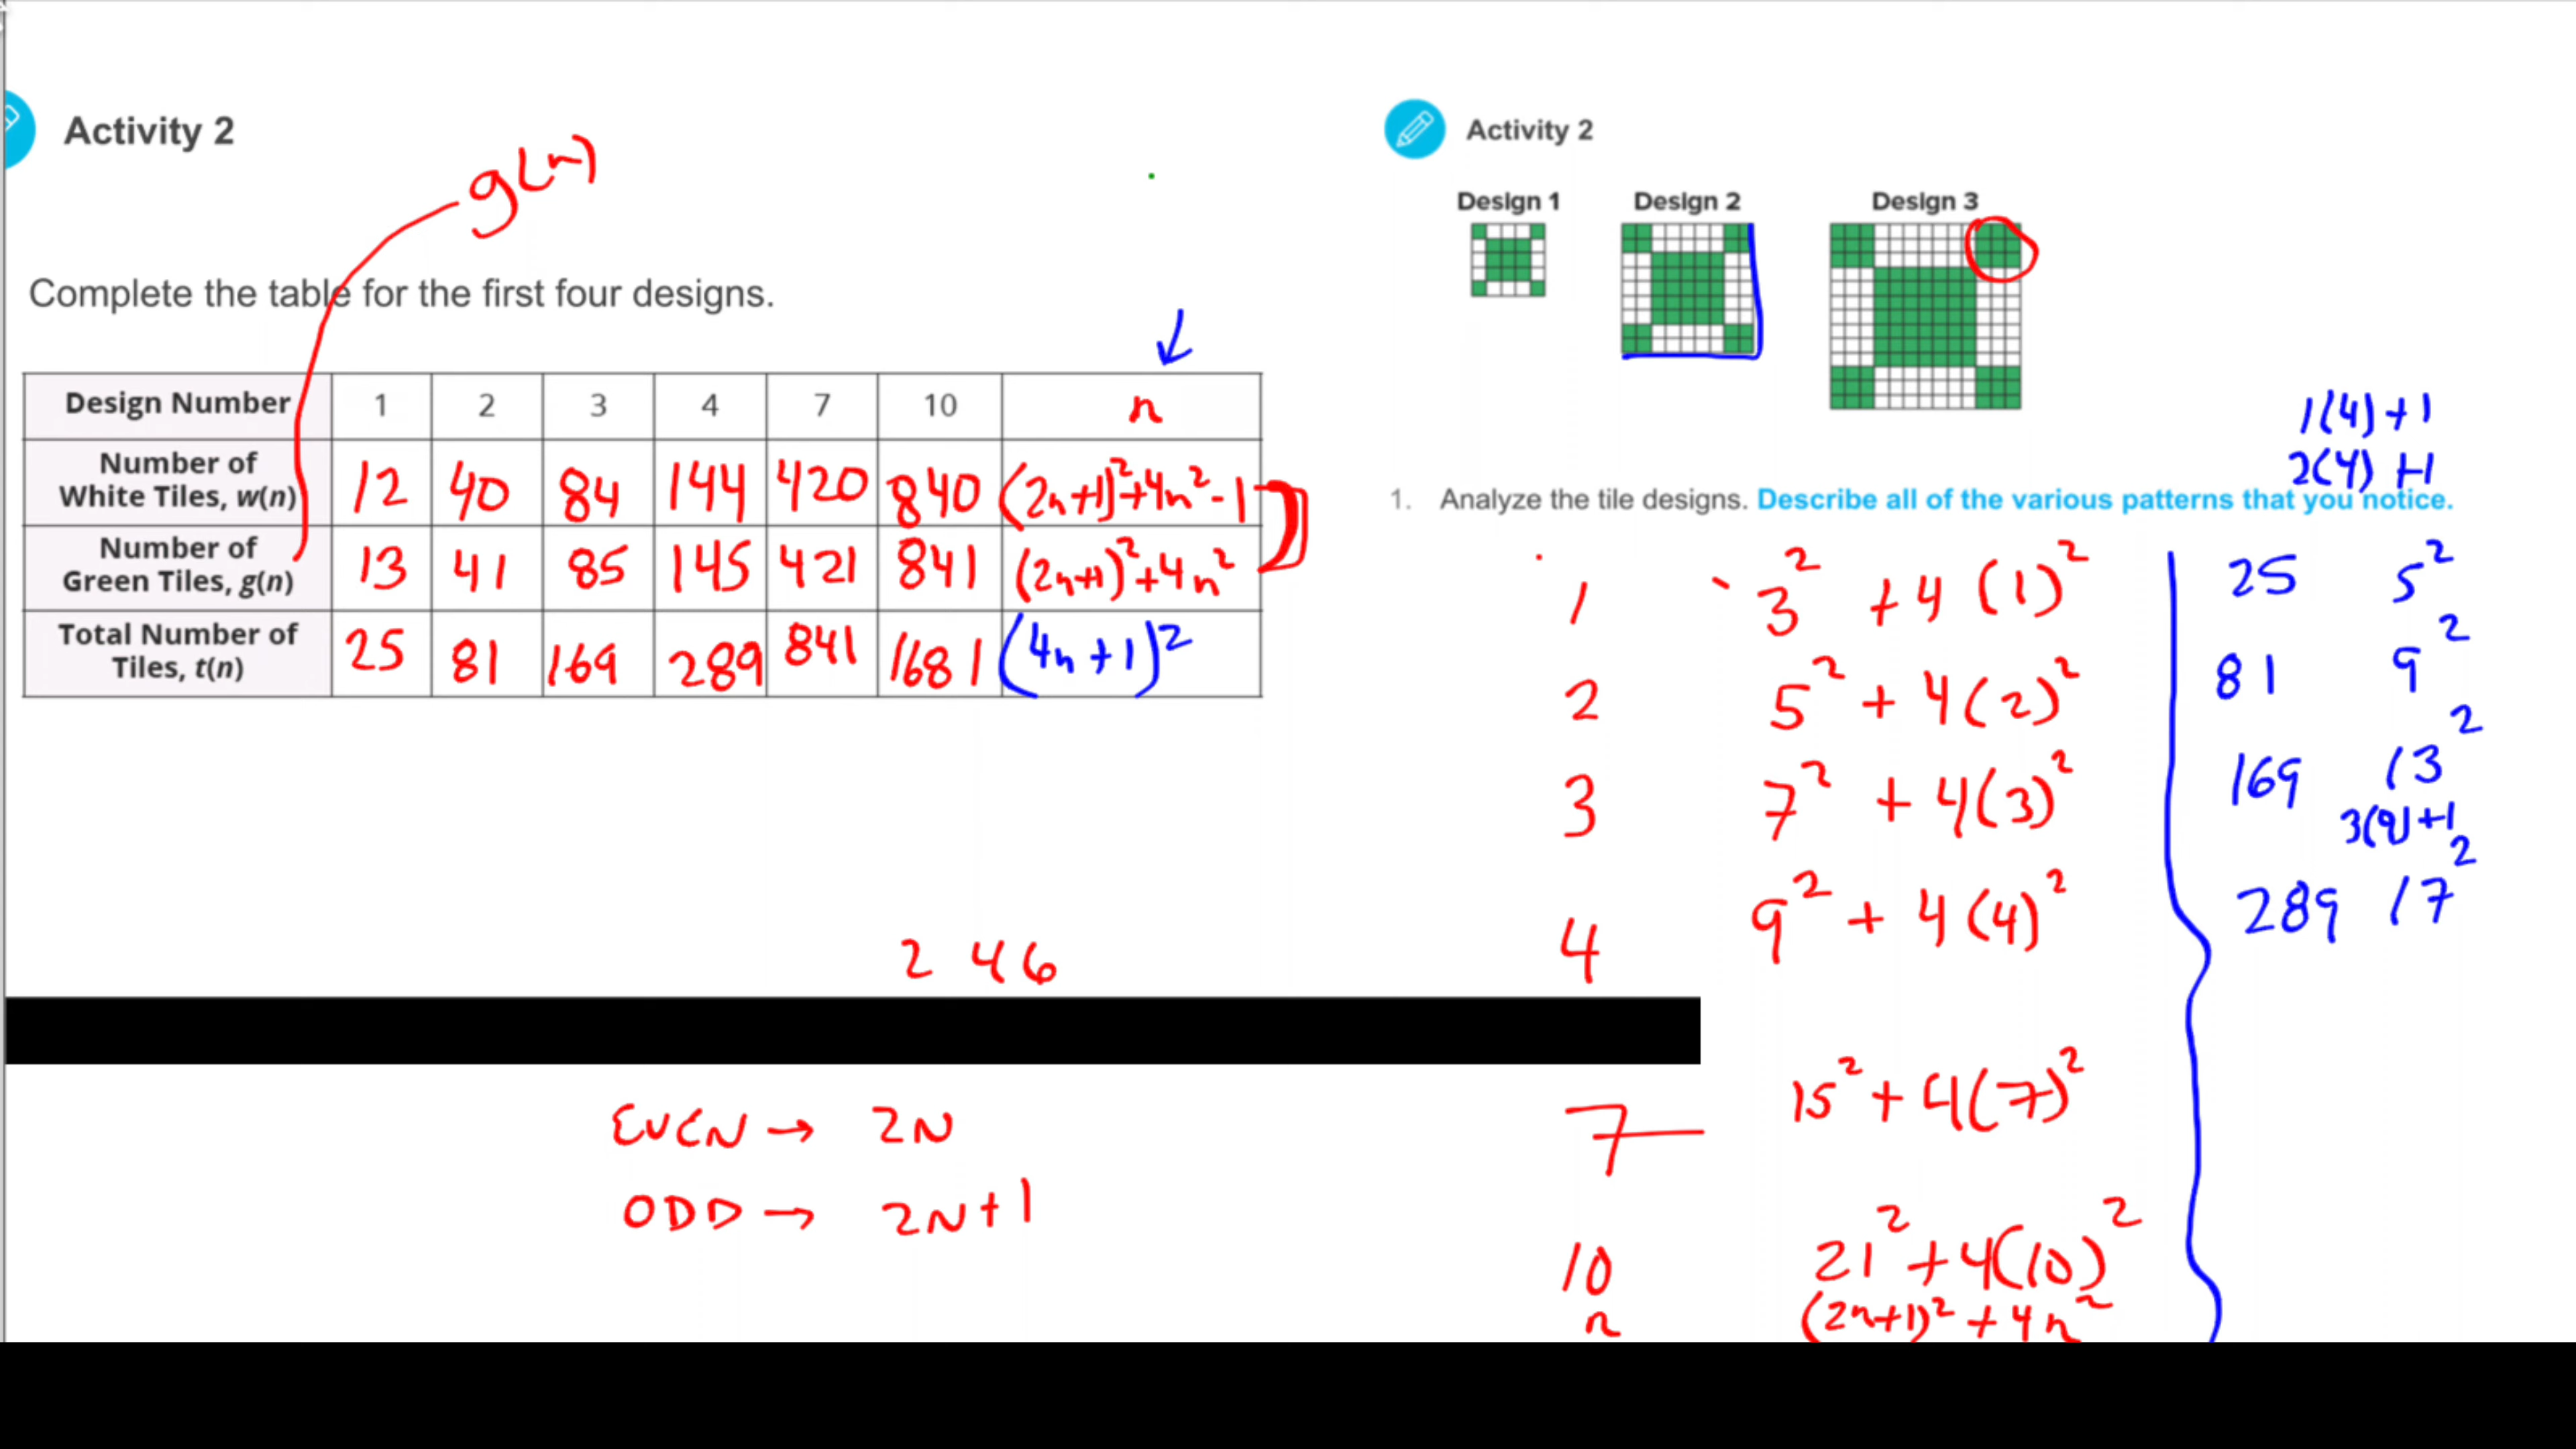 Activity 2
g(n)
Complete the table for the first four designs.
Design Number 1 2 3 4 7 10 n
Number of White Tiles, w(n) 12 40 84 144 420 840 (2n+1)²+4n²-1
Number of Green Tiles, g(n) 13 41 85 145 421 841 (2n+1)²+4n²
Total Number of Tiles, t(n) 25 81 169 289 841 1681 (4n+1)²
2 4 6
EVEN → 2N
ODD → 2N+1
Activity 2
Design 1 Design 2 Design 3
1(4)+1
2(4)+1
1. Analyze the tile designs. Describe all of the various patterns that you notice.
1 3² + 4(1)²
2 5² + 4(2)²
3 7² + 4(3)²
4 9² + 4(4)²
7 15² + 4(7)²
10 21² + 4(10)²
n (2n+1)² + 4n²
25 5²
81 9²
169 13²
+1
289 17²